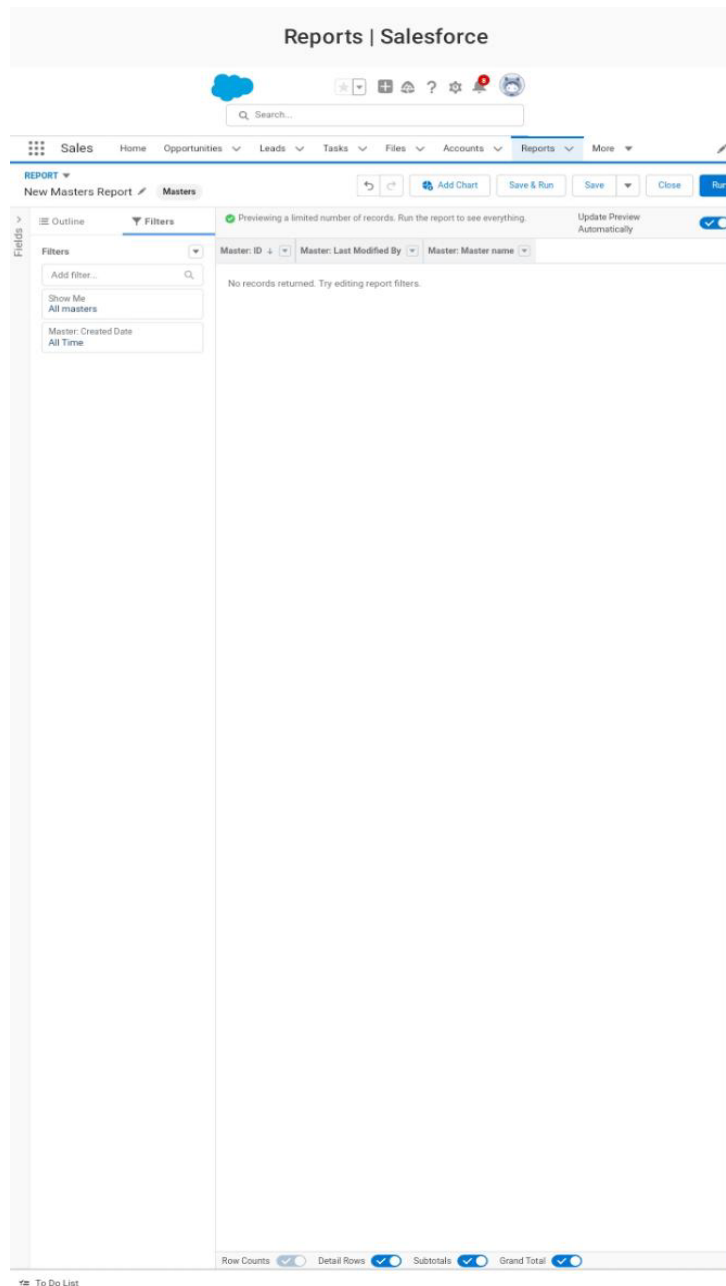 Reports | Salesforce
8
Search...
Sales Home Opportunities Leads Tasks Files Accounts Reports More
REPORT
New Masters Report Masters
Add Chart Save & Run Save Close Run
Fields
Outline Filters
Previewing a limited number of records. Run the report to see everything.
Update Preview
Automatically
Filters
Add filter...
Show Me
All masters
Master: Created Date
All Time
Master: ID Master: Last Modified By Master: Master name
No records returned. Try editing report filters.
Row Counts Detail Rows Subtotals Grand Total
To Do List